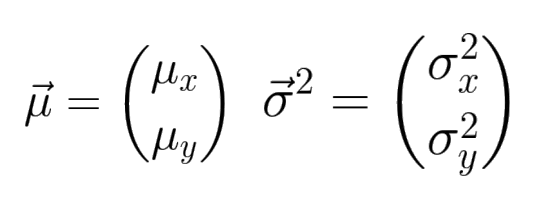 $\vec{\mu} = \begin{pmatrix} \mu_x \\ \mu_y \end{pmatrix} \quad \vec{\sigma}^2 = \begin{pmatrix} \sigma_x^2 \\ \sigma_y^2 \end{pmatrix}$